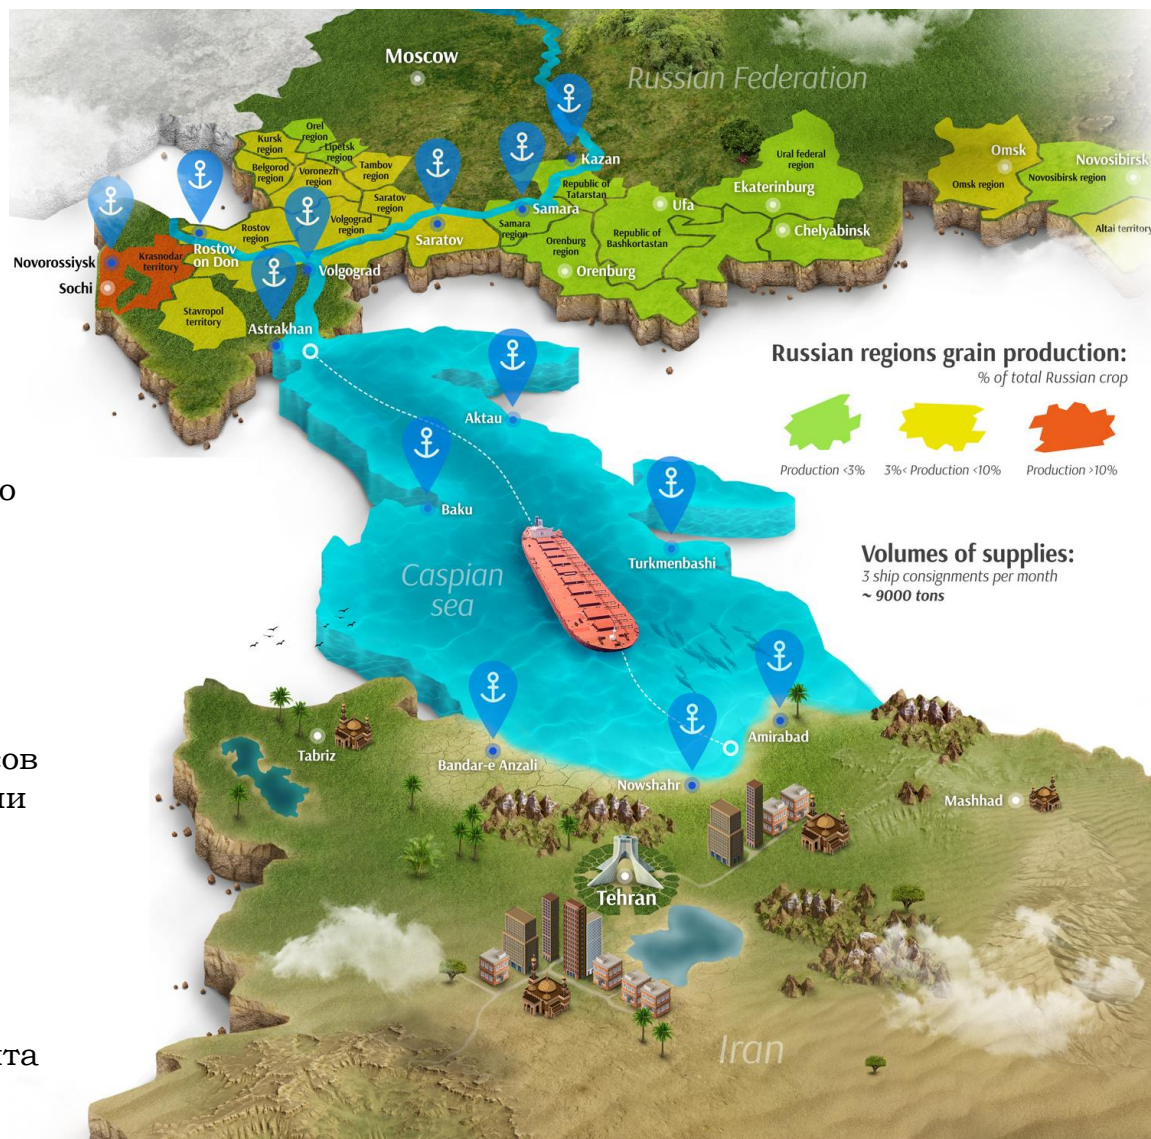 Moscow
Russian Federation
Orel
region
Kursk
region
Lipetsk
region
Belgorod
region
Voronezh
region
Tambov
region
Kazan
Republic of
Tatarstan
Ural federal
region
Ekaterinburg
Omsk
Omsk region
Novosibirsk
Novosibirsk region
Altai territory
Saratov
region
Samara
Samara
region
Ufa
Republic of
Bashkortastan
Chelyabinsk
Rostov
region
Volgograd
region
Saratov
Orenburg
region
Orenburg
Rostov
on Don
Novorossiysk
Krasnodar
territory
Volgograd
Sochi
Stavropol
territory
Astrakhan
Russian regions grain production:
% of total Russian crop
Production <3%
3%< Production <10%
Production >10%
Aktau
Baku
Turkmenbashi
Volumes of supplies:
3 ship consignments per month
~ 9000 tons
Caspian
sea
Tabriz
Bandar-e Anzali
Nowshahr
Amirabad
Mashhad
Tehran
Iran